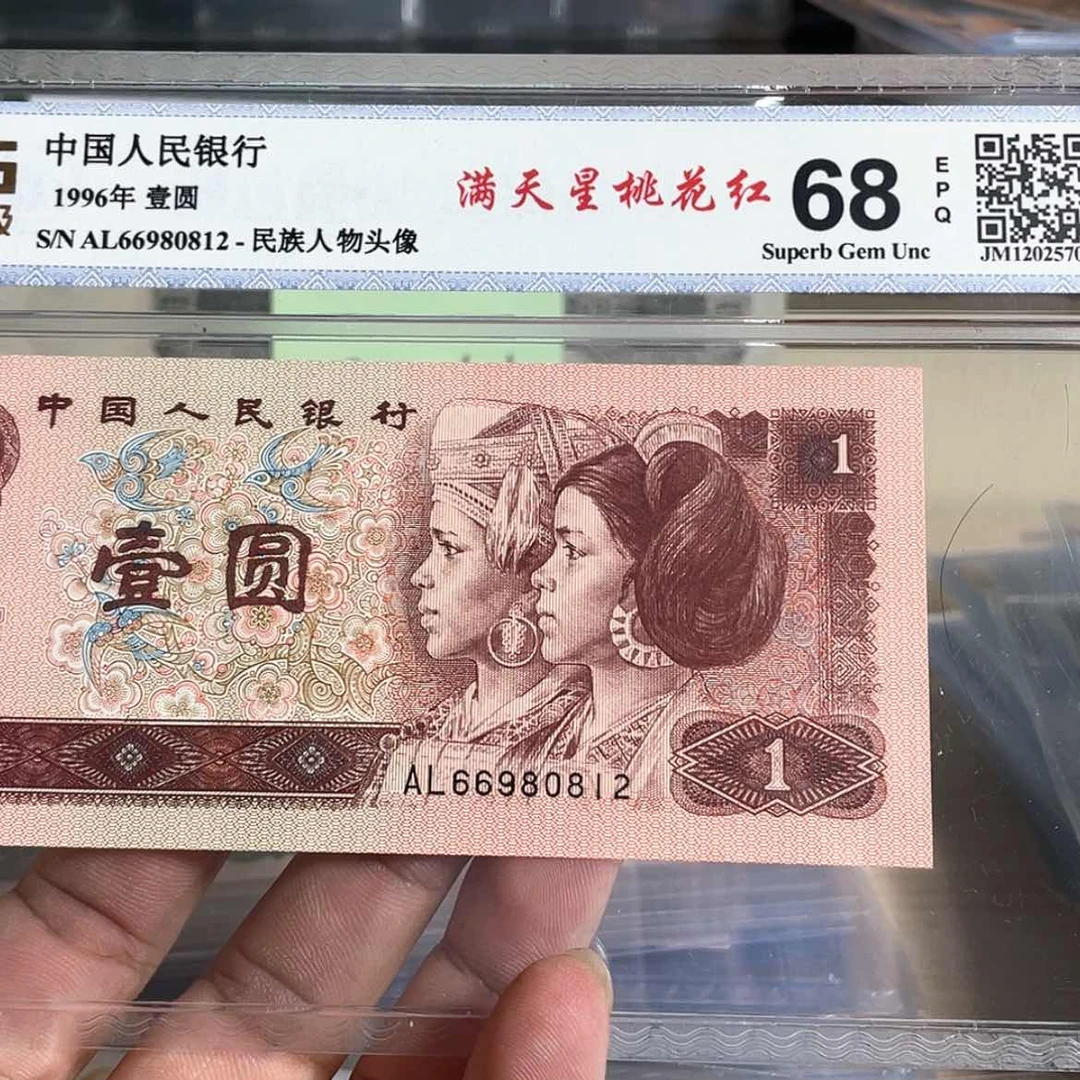 中国人民银行
1996年 壹圆
S/N AL66980812 - 民族人物头像
满天星桃花红
68
EPQ
Superb Gem Unc
JM1202570
中国人民银行
1
壹圆
AL66980812
1